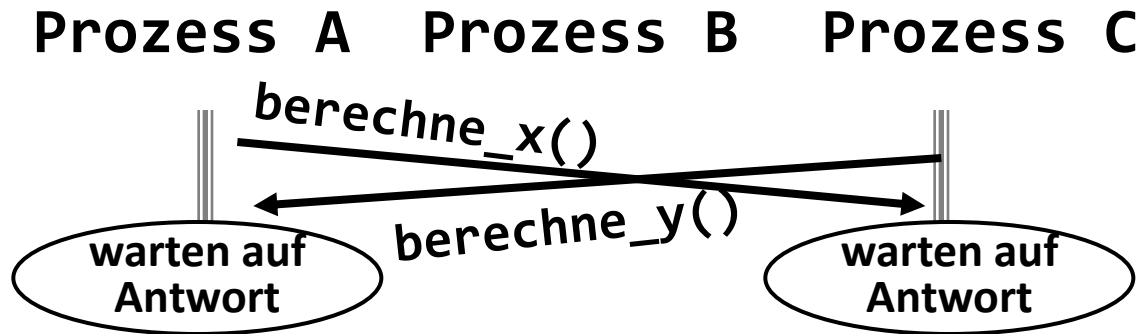 Prozess A Prozess B Prozess C
berechne_x()
berechne_y()
warten auf
Antwort
warten auf
Antwort